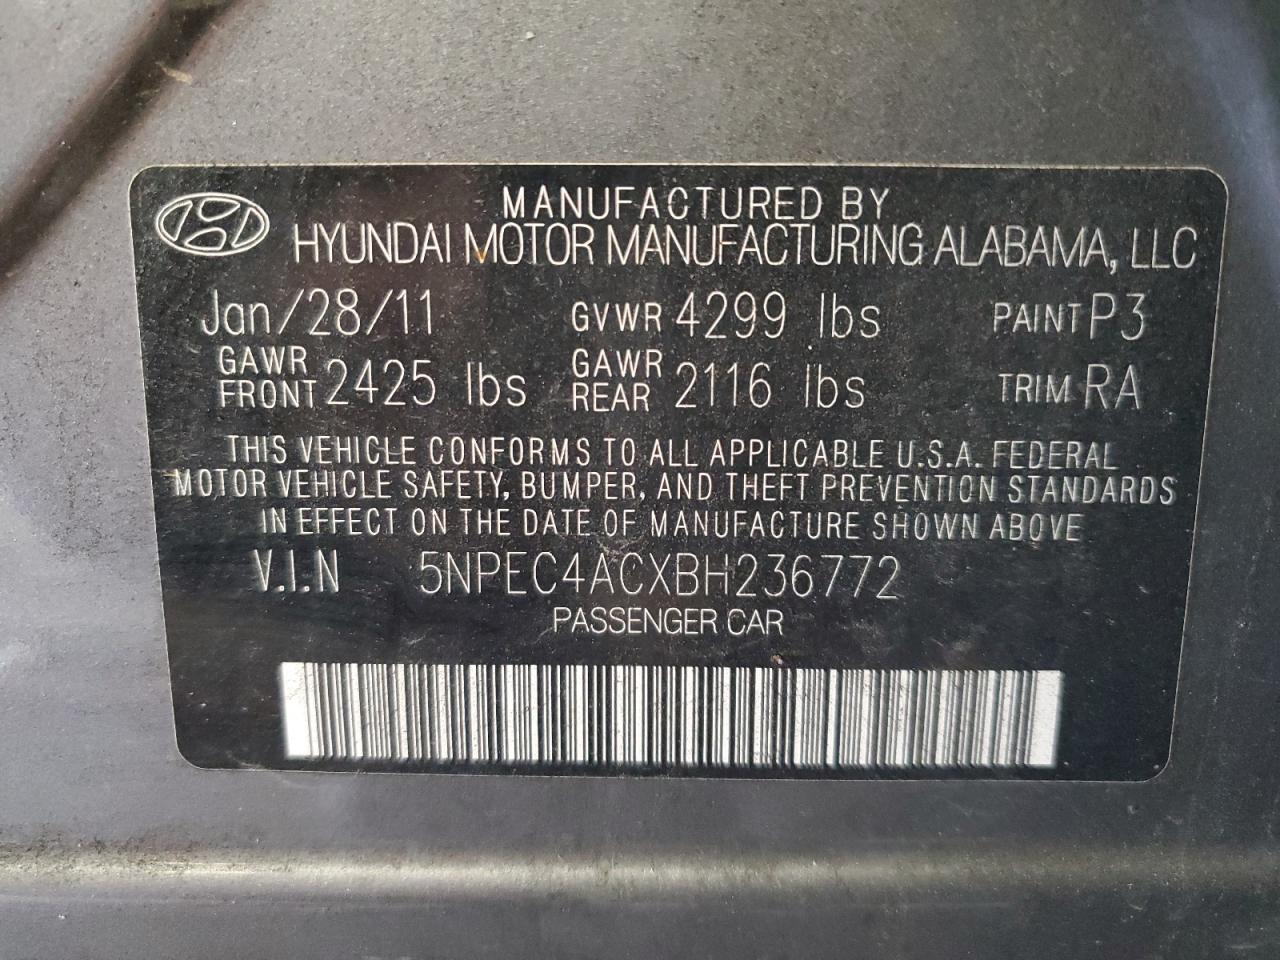 MANUFACTURED BY
HYUNDAI MOTOR MANUFACTURING ALABAMA, LLC
Jan/28/11 GVWR 4299 lbs PAINT P3
GAWR FRONT 2425 lbs GAWR REAR 2116 lbs TRIM RA
THIS VEHICLE CONFORMS TO ALL APPLICABLE U.S.A. FEDERAL
MOTOR VEHICLE SAFETY, BUMPER, AND THEFT PREVENTION STANDARDS
IN EFFECT ON THE DATE OF MANUFACTURE SHOWN ABOVE
V.I.N 5NPEC4ACXBH236772
PASSENGER CAR